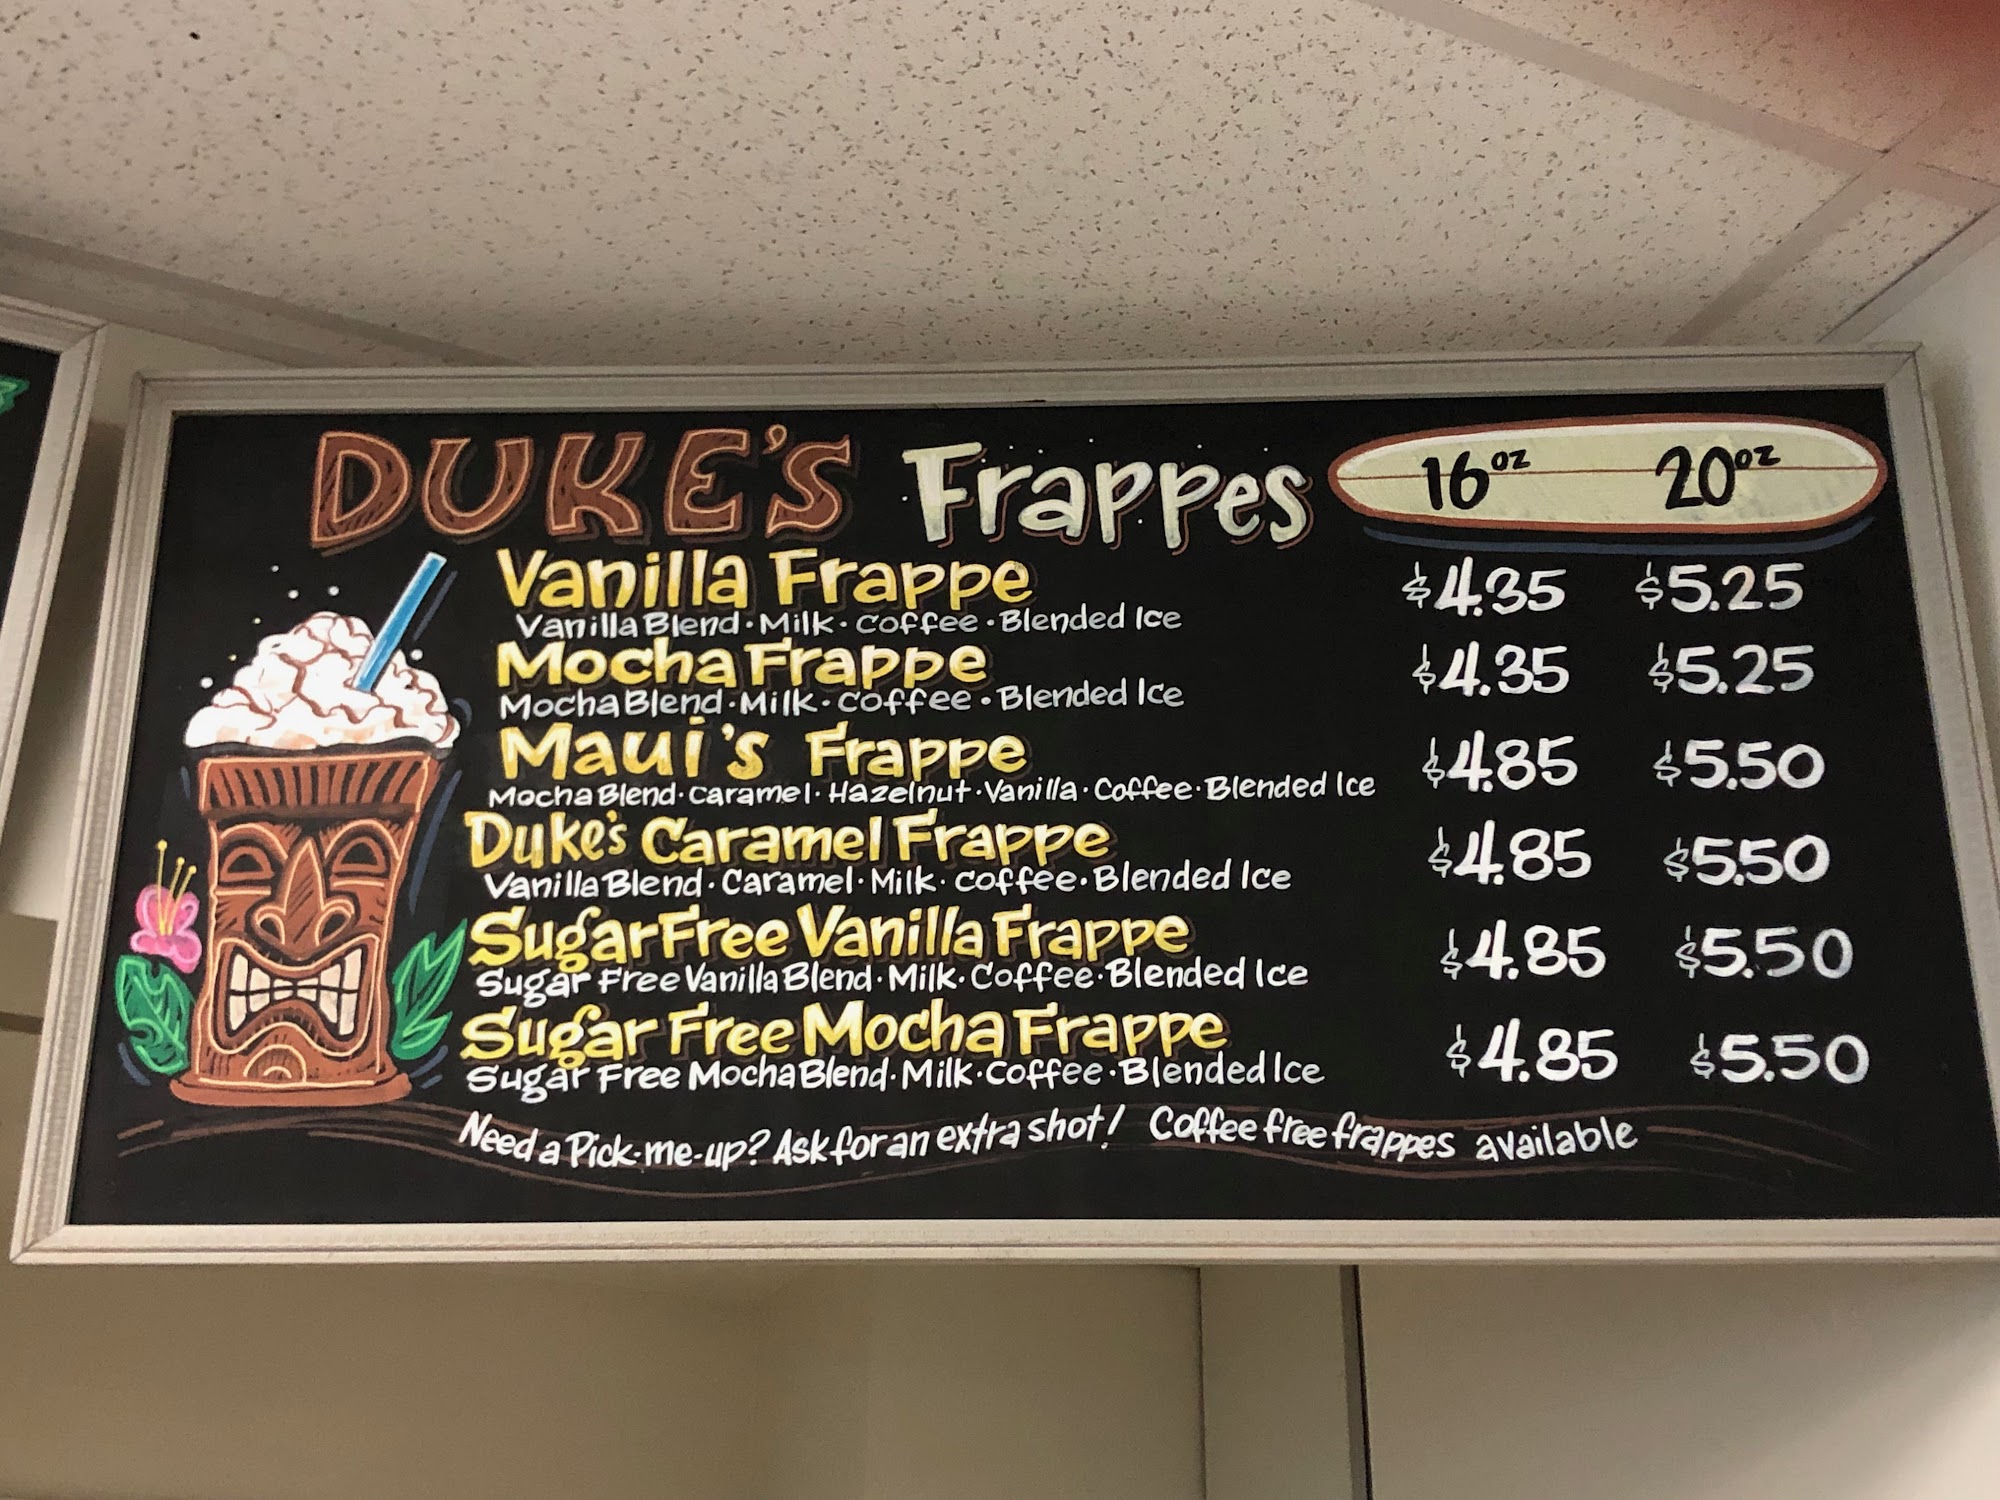 DUKE'S Frappes 16oz 20oz
Vanilla Frappe $4.35 $5.25
Vanilla Blend · Milk · Coffee · Blended Ice
Mocha Frappe $4.35 $5.25
Mocha Blend · Milk · Coffee · Blended Ice
Maui's Frappe $4.85 $5.50
Mocha Blend · Caramel · Hazelnut · Vanilla · Coffee · Blended Ice
Duke's Caramel Frappe $4.85 $5.50
Vanilla Blend · Caramel · Milk · Coffee · Blended Ice
Sugar Free Vanilla Frappe $4.85 $5.50
Sugar Free Vanilla Blend · Milk · Coffee · Blended Ice
Sugar Free Mocha Frappe $4.85 $5.50
Sugar Free Mocha Blend · Milk · Coffee · Blended Ice
Need a Pick-me-up? Ask for an extra shot! Coffee free frappes available